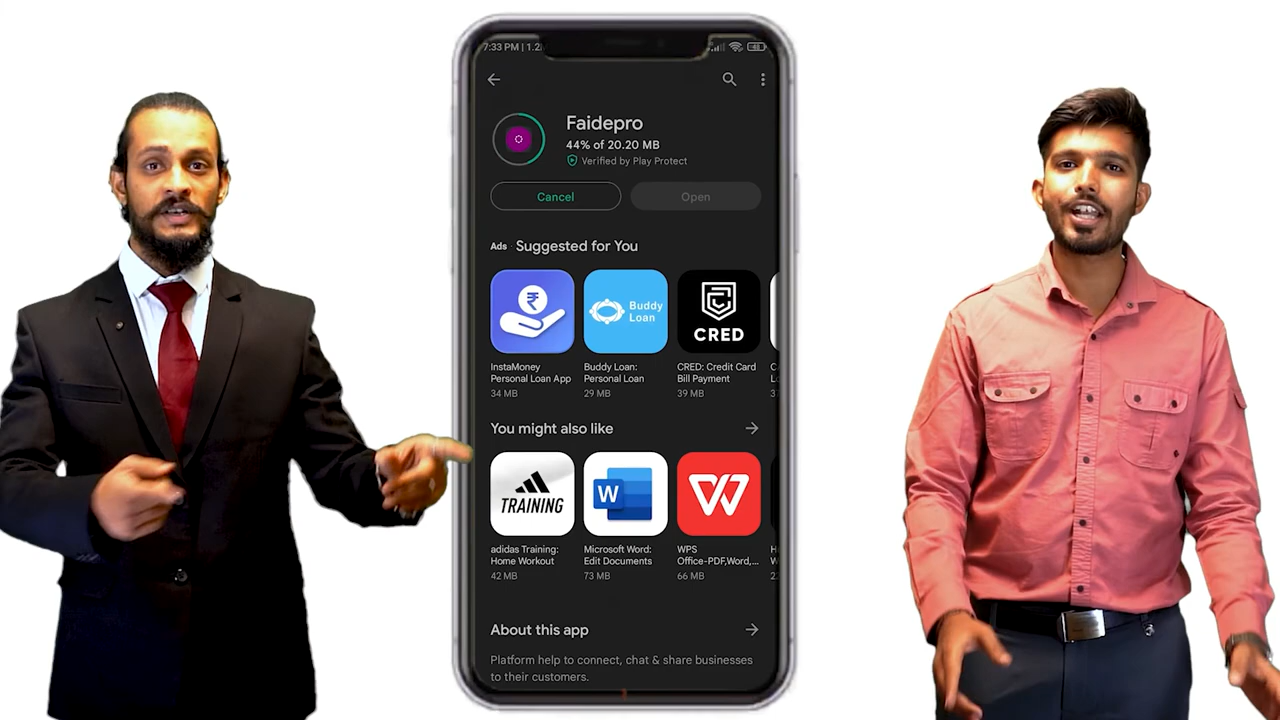 7:33 PM | 1.2
Faidepro
44% of 20.20 MB
Verified by Play Protect
Cancel
Open
Ads · Suggested for You
Buddy
Loan
CRED
InstaMoney
Personal Loan App
34 MB
Buddy Loan:
Personal Loan
29 MB
CRED: Credit Card
Bill Payment
39 MB
You might also like
TRAINING
W
adidas Training:
Home Workout
42 MB
Microsoft Word:
Edit Documents
73 MB
WPS
Office-PDF,Word,...
66 MB
About this app
Platform help to connect, chat & share businesses
to their customers.